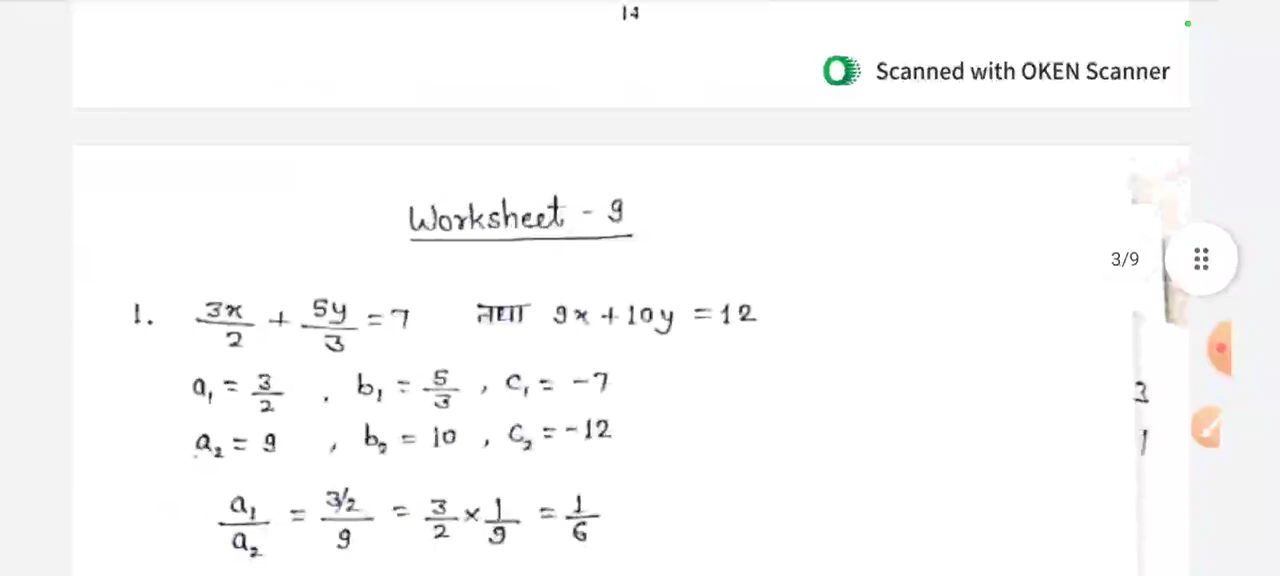 14
Scanned with OKEN Scanner
Worksheet - 9
3/9
1. 3x/2 + 5y/3 = 7 तथा 9x + 10y = 12
a₁ = 3/2 , b₁ = 5/3 , c₁ = -7
3
a₂ = 9 , b₂ = 10 , c₂ = -12
1
a₁/a₂ = 3/2/9 = 3/2 × 1/9 = 1/6